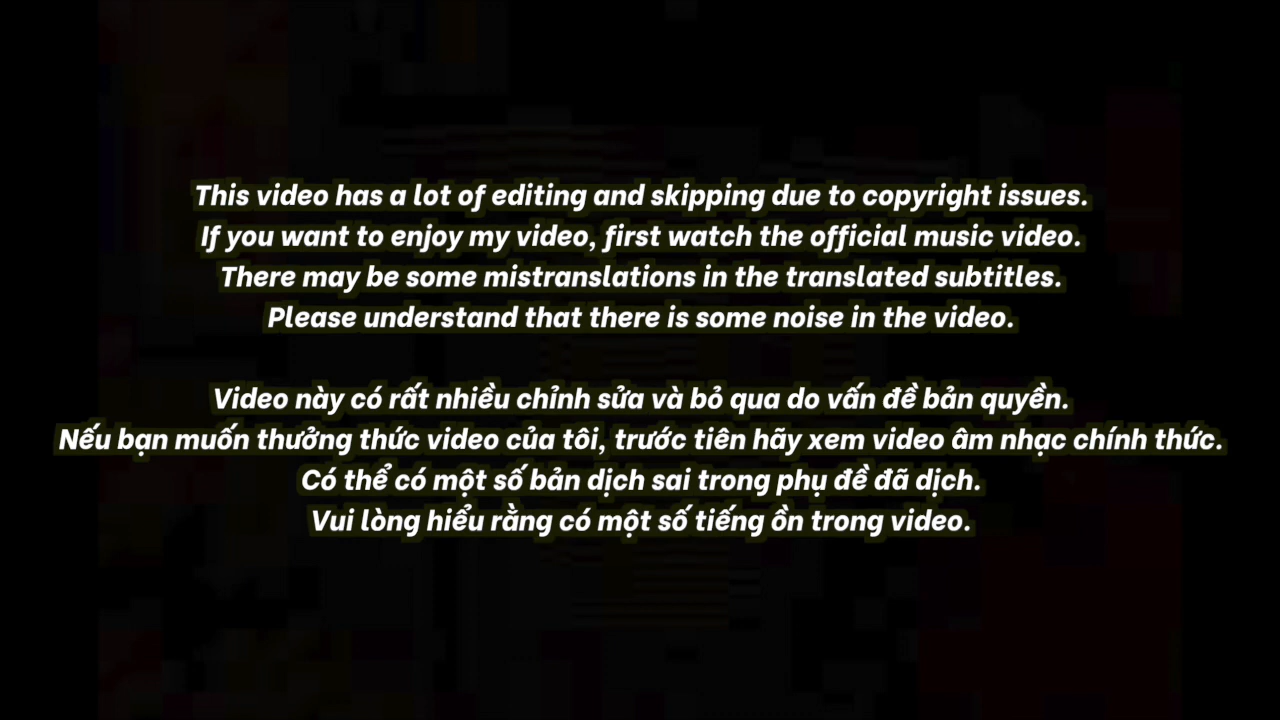 This video has a lot of editing and skipping due to copyright issues.
If you want to enjoy my video, first watch the official music video.
There may be some mistranslations in the translated subtitles.
Please understand that there is some noise in the video.
Video này có rất nhiều chỉnh sửa và bỏ qua do vấn đề bản quyền.
Nếu bạn muốn thưởng thức video của tôi, trước tiên hãy xem video âm nhạc chính thức.
Có thể có một số bản dịch sai trong phụ đề đã dịch.
Vui lòng hiểu rằng có một số tiếng ồn trong video.